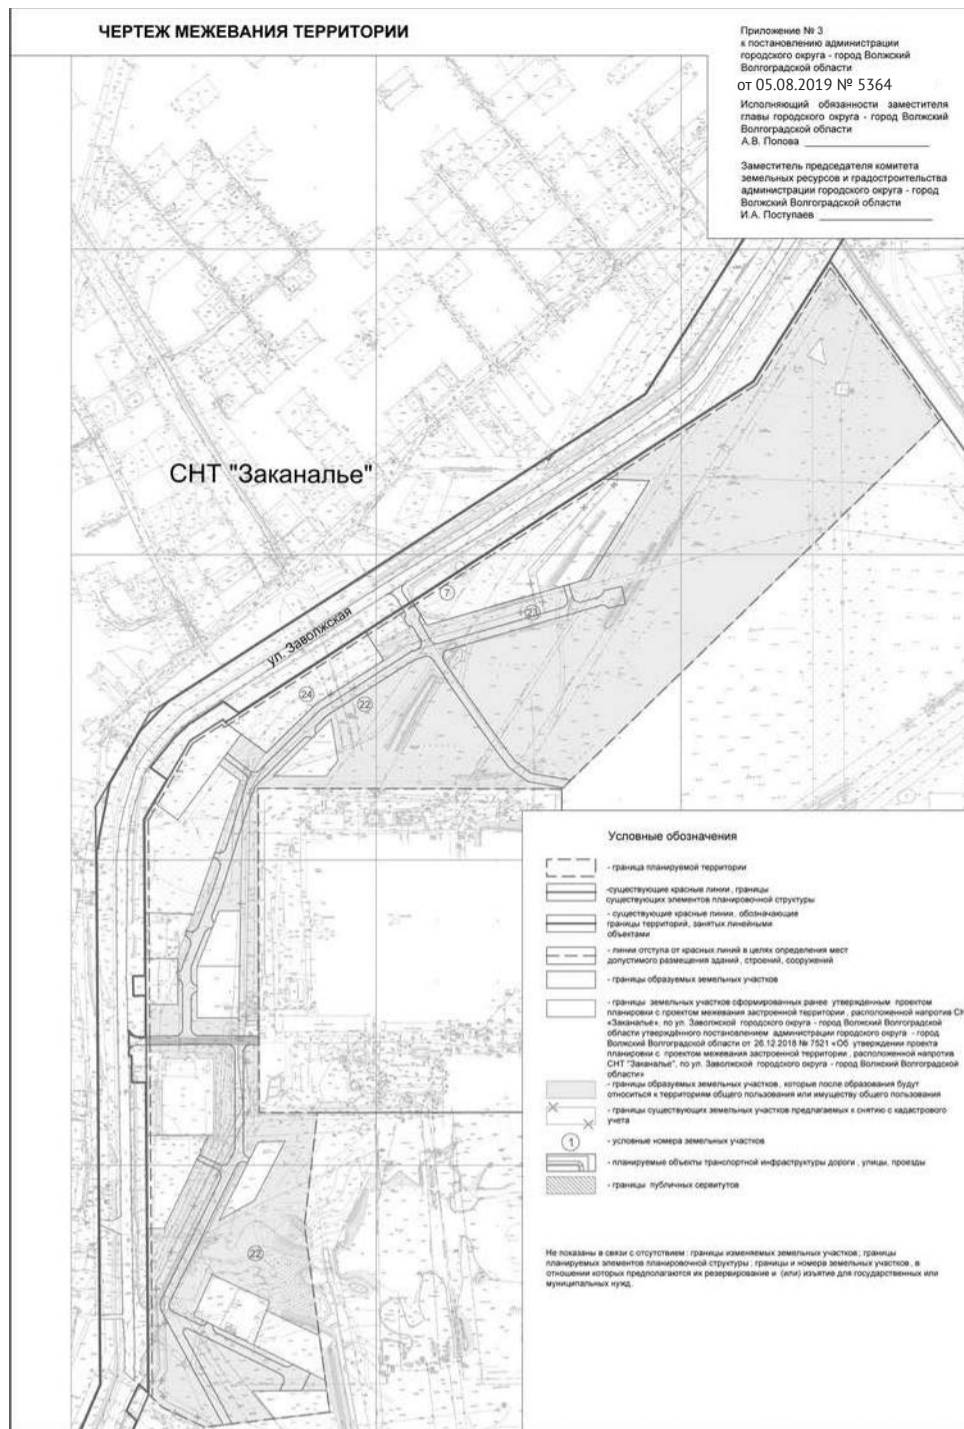 ЧЕРТЕЖ МЕЖЕВАНИЯ ТЕРРИТОРИИ
Приложение № 3
к постановлению администрации
городского округа - город Волжский
Волгоградской области
от 05.08.2019 № 5364
Исполняющий обязанности заместителя
главы городского округа - город Волжский
Волгоградской области
А.В. Попова
Заместитель председателя комитета
земельных ресурсов и градостроительства
администрации городского округа - город
Волжский Волгоградской области
И.А. Поступаев
СНТ "Заканалье"
ул. Заволжская
7
23
24
22
22
Условные обозначения
- граница планируемой территории
-существующие красные линии, границы
существующих элементов планировочной структуры
- существующие красные линии, обозначающие
границы территорий, занятых линейными
объектами
- линии отступа от красных линий в целях определения мест
допустимого размещения зданий, строений, сооружений
- границы образуемых земельных участков
- границы земельных участков сформированных ранее утвержденным проектом
планировки с проектом межевания застроенной территории, расположенной напротив СН
«Заканалье», по ул. Заволжской городского округа - город Волжский Волгоградской
области утверждённого постановлением администрации городского округа - город
Волжский Волгоградской области от 26.12.2018 № 7521 «Об утверждении проекта
планировки с проектом межевания застроенной территории, расположенной напротив
СНТ "Заканалье", по ул. Заволжской городского округа - город Волжский Волгоградской
области»
- границы образуемых земельных участков, которые после образования будут
относиться к территориям общего пользования или имуществу общего пользования
- границы существующих земельных участков предлагаемых к снятию с кадастрового
учета
1
- условные номера земельных участков
- планируемые объекты транспортной инфраструктуры дороги, улицы, проезды
- границы публичных сервитутов
Не показаны в связи с отсутствием: границы изменяемых земельных участков; границы
планируемых элементов планировочной структуры; границы и номера земельных участков, в
отношении которых предполагаются их резервирование и (или) изъятие для государственных или
муниципальных нужд.